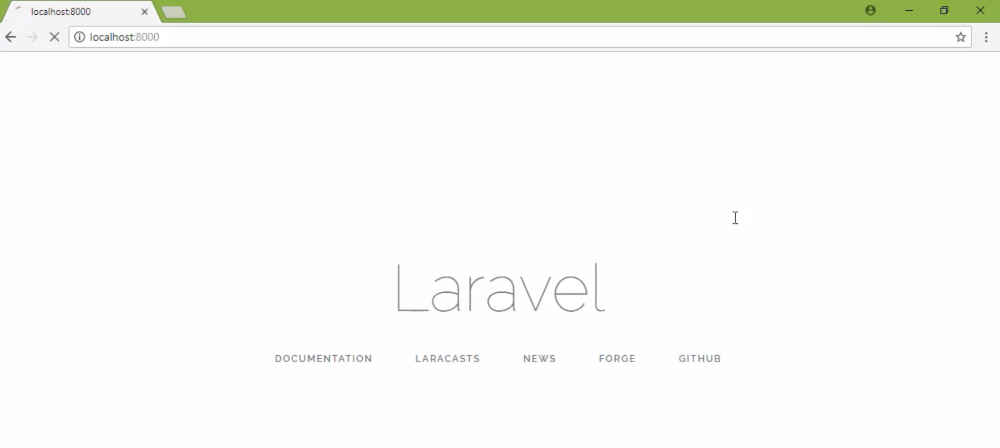 localhost:8000
localhost:8000
Laravel
DOCUMENTATION LARACASTS NEWS FORGE GITHUB